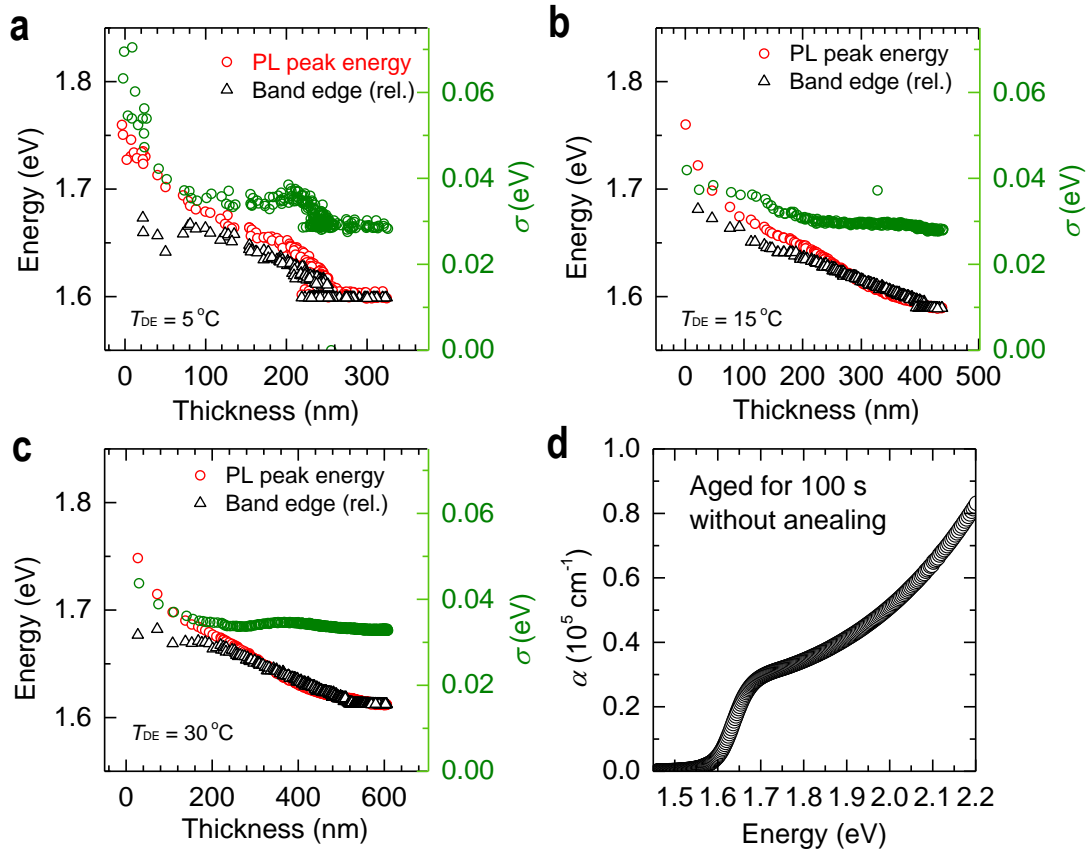 a
PL peak energy
Band edge (rel.)
Energy (eV)
1.8
1.7
1.6
0.06
0.04
0.02
0.00
σ (eV)
TDE = 5 °C
0 100 200 300
Thickness (nm)
b
PL peak energy
Band edge (rel.)
Energy (eV)
1.8
1.7
1.6
0.06
0.04
0.02
0.00
σ (eV)
TDE = 15 °C
0 100 200 300 400 500
Thickness (nm)
c
PL peak energy
Band edge (rel.)
Energy (eV)
1.8
1.7
1.6
0.06
0.04
0.02
0.00
σ (eV)
TDE = 30 °C
0 200 400 600
Thickness (nm)
d
Aged for 100 s
without anealing
α (10⁵ cm⁻¹)
1.0
0.8
0.6
0.4
0.2
0.0
1.5 1.6 1.7 1.8 1.9 2.0 2.1 2.2
Energy (eV)